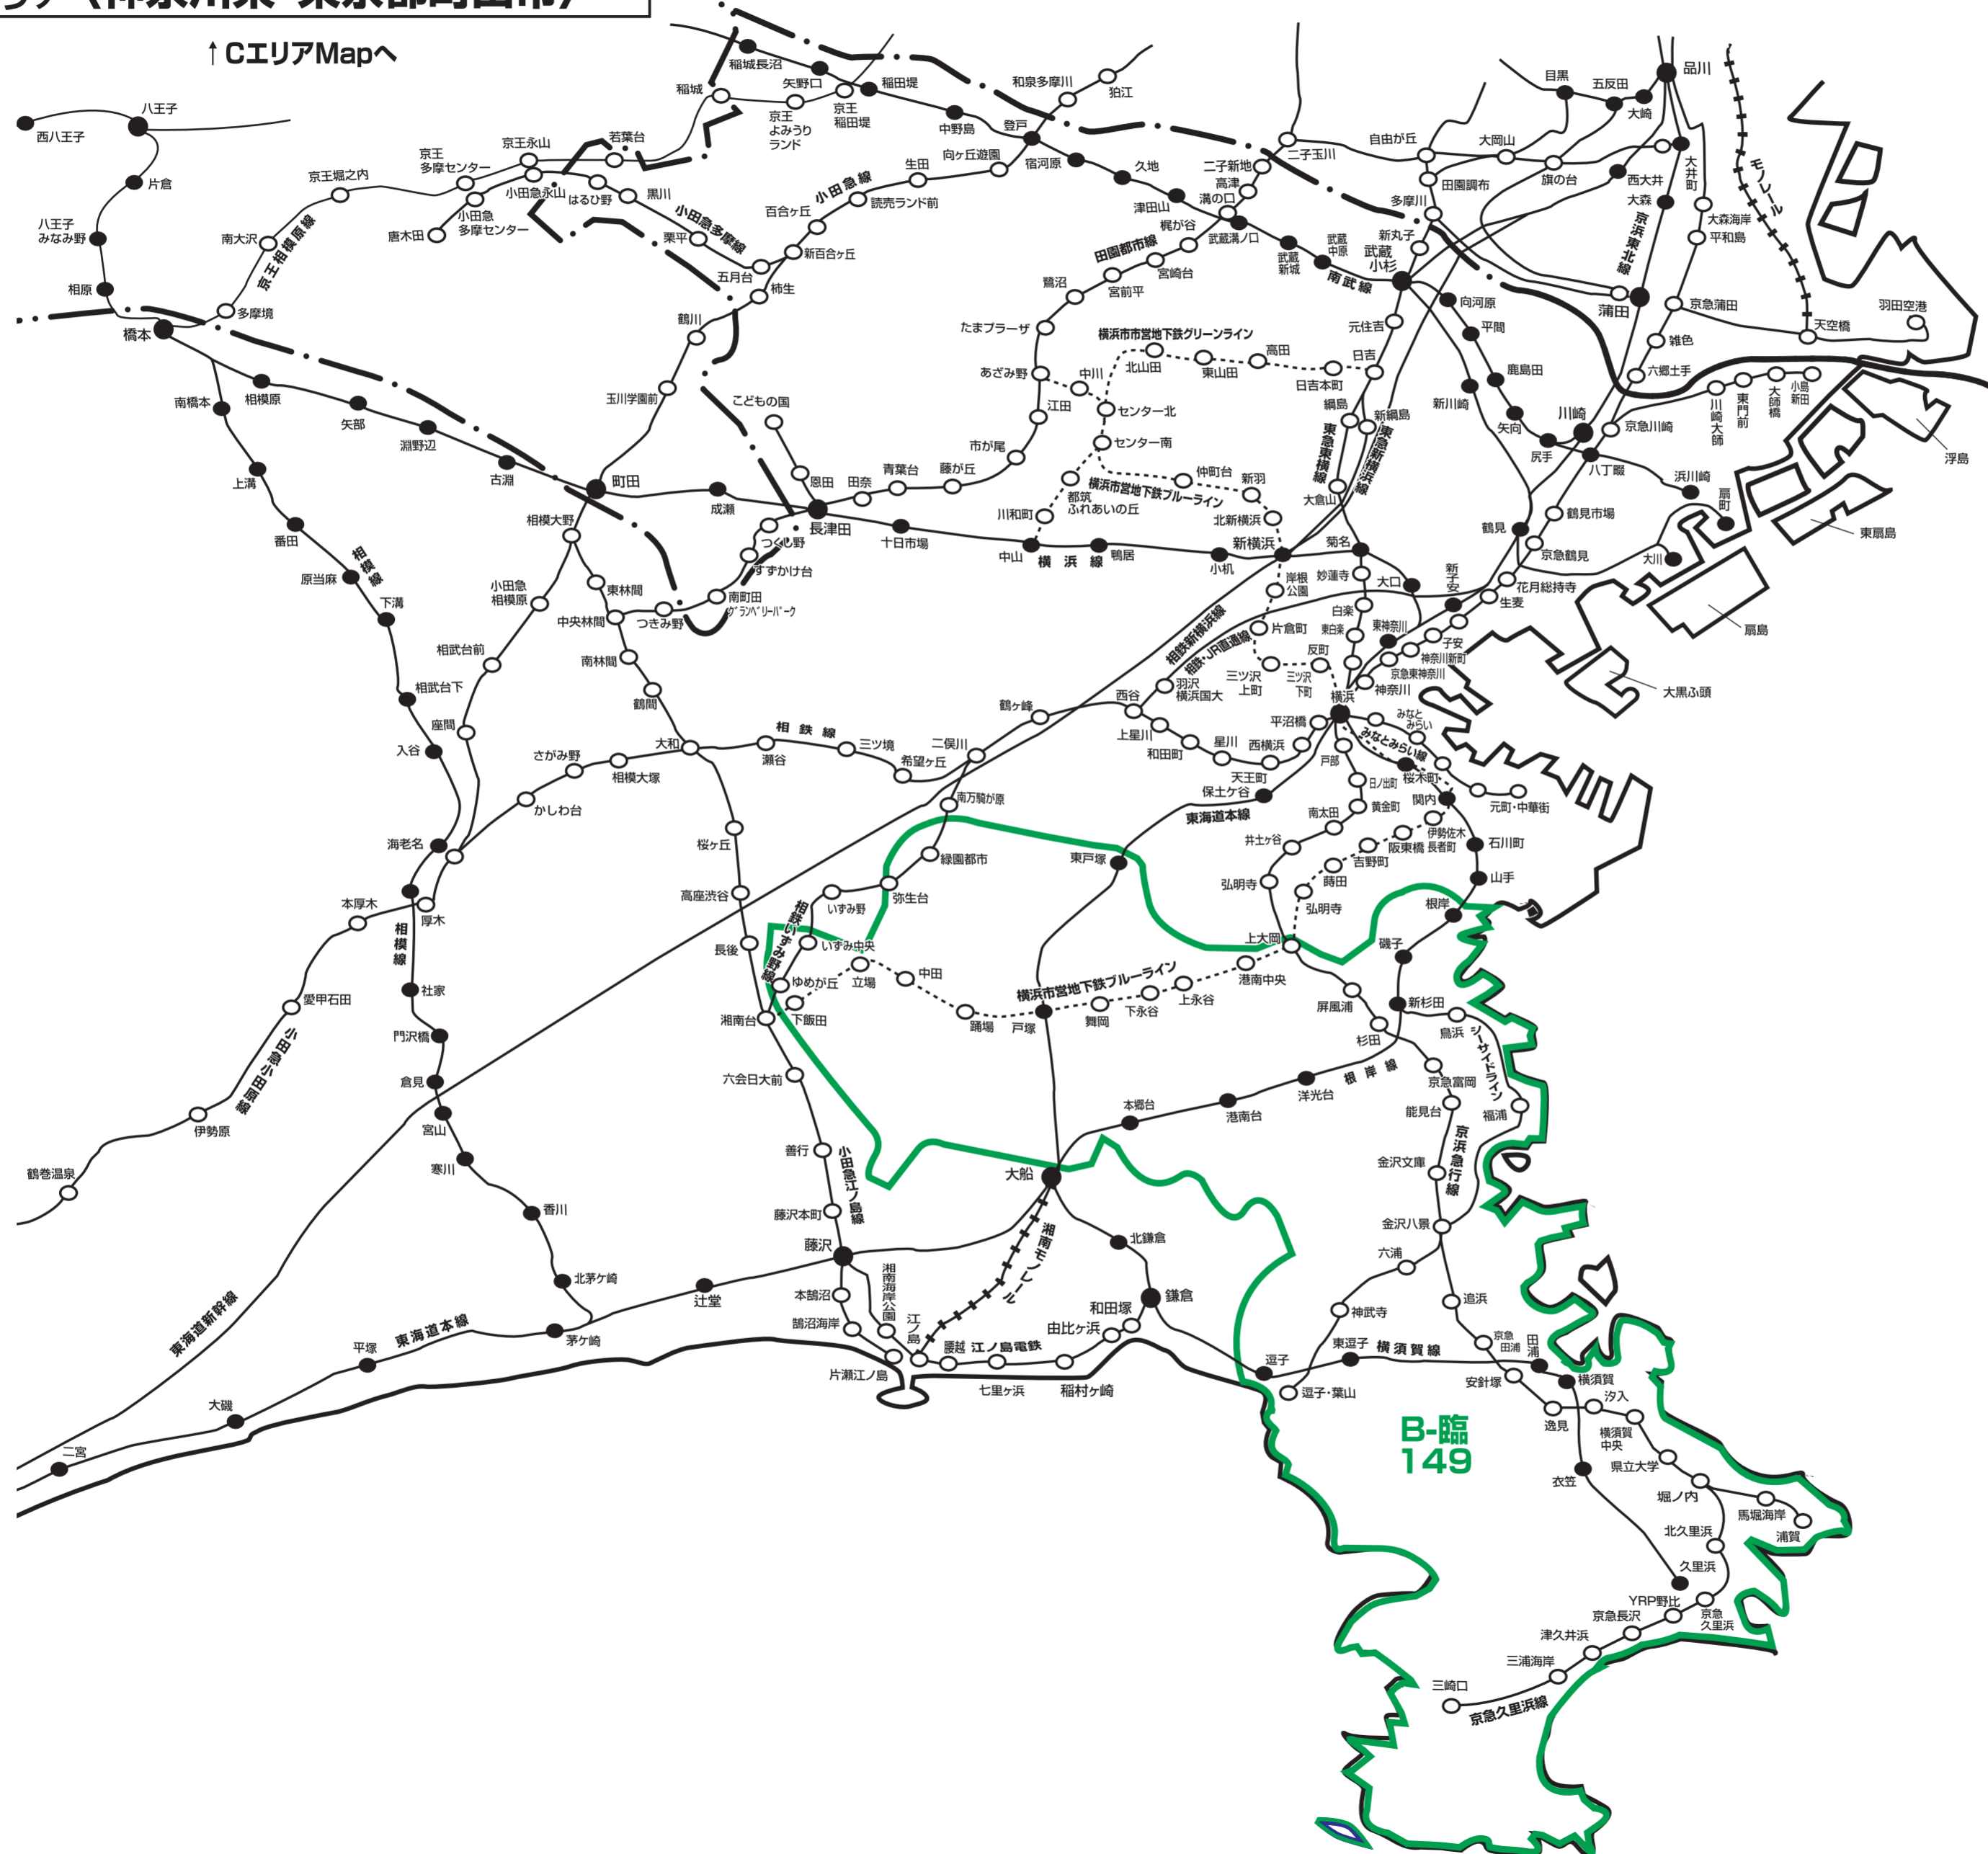 ↑ CエリアMapへ
八王子
西八王子
片倉
八王子
みなみ野
相原
橋本
南大沢
京王相模原線
多摩境
京王堀之内
京王
多摩センター
京王永山
若葉台
小田急永山
はるひ野
黒川
小田急
多摩センター
唐木田
小田急多摩線
栗平
五月台
稲城
稲城長沼
矢野口
稲田堤
京王
よみうり
ランド
京王
稲田堤
中野島
登戸
和泉多摩川
狛江
向ヶ丘遊園
生田
小田急線
読売ランド前
百合ヶ丘
新百合ヶ丘
柿生
鶴川
玉川学園前
宿河原
久地
津田山
二子新地
高津
溝の口
武蔵溝ノ口
梶が谷
田園都市線
宮崎台
宮前平
鷺沼
たまプラーザ
あざみ野
江田
市が尾
藤が丘
青葉台
田奈
恩田
こどもの国
長津田
二子玉川
自由が丘
大岡山
田園調布
多摩川
旗の台
新丸子
武蔵
小杉
武蔵
中原
武蔵
新城
南武線
目黒
五反田
大崎
品川
大井町
西大井
大森
大森海岸
平和島
京浜東北線
モノレール
蒲田
京急蒲田
羽田空港
天空橋
雑色
六郷土手
向河原
平間
鹿島田
矢向
新川崎
元住吉
日吉
日吉本町
高田
東山田
北山田
横浜市市営地下鉄グリーンライン
中川
センター北
センター南
都筑
ふれあいの丘
川和町
横浜市営地下鉄ブルーライン
仲町台
新羽
北新横浜
新横浜
綱島
新綱島
東急東横線
東急新横浜線
大倉山
菊名
妙蓮寺
白楽
東白楽
反町
大口
川崎
尻手
八丁畷
京急川崎
川崎大師
東門前
大師橋
小島
新田
浮島
浜川崎
扇町
東扇島
大川
扇島
大黒ふ頭
鶴見
鶴見市場
京急鶴見
花月総持寺
生麦
新子安
子安
神奈川新町
京急東神奈川
東神奈川
神奈川
横浜
町田
成瀬
つくし野
すずかけ台
南町田
グランベリーパーク
つきみ野
中央林間
東林間
相模大野
南林間
鶴間
大和
十日市場
中山
横浜線
鴨居
小机
岸根
公園
片倉町
三ツ沢
上町
三ツ沢
下町
相鉄新横浜線
相鉄・JR直通線
羽沢
横浜国大
西谷
鶴ヶ峰
二俣川
希望ヶ丘
三ツ境
瀬谷
相鉄線
相模大塚
さがみ野
かしわ台
海老名
上星川
和田町
星川
天王町
西横浜
平沼橋
みなと
みらい
みなとみらい線
桜木町
関内
元町・中華街
石川町
山手
根岸
磯子
新杉田
戸部
日ノ出町
黄金町
南太田
井土ヶ谷
弘明寺
伊勢佐木
長者町
阪東橋
吉野町
蒔田
弘明寺
上大岡
保土ケ谷
東海道本線
東戸塚
南橋本
相模原
矢部
淵野辺
古淵
上溝
番田
原当麻
相模線
下溝
相武台下
入谷
小田急
相模原
相武台前
座間
本厚木
厚木
相模線
社家
門沢橋
倉見
宮山
寒川
香川
北茅ケ崎
茅ケ崎
愛甲石田
小田急小田原線
伊勢原
鶴巻温泉
桜ヶ丘
高座渋谷
長後
湘南台
六会日大前
善行
藤沢本町
小田急江ノ島線
藤沢
本鵠沼
鵠沼海岸
片瀬江ノ島
南万騎が原
緑園都市
弥生台
いずみ野
相鉄いずみ野線
いずみ中央
ゆめが丘
下飯田
立場
中田
踊場
戸塚
横浜市営地下鉄ブルーライン
舞岡
下永谷
上永谷
港南中央
屏風浦
杉田
鳥浜
シーサイドライン
福浦
京急富岡
能見台
京浜急行線
金沢文庫
金沢八景
六浦
神武寺
東逗子
逗子
逗子・葉山
横須賀線
追浜
京急
田浦
田浦
安針塚
横須賀
逸見
汐入
横須賀
中央
県立大学
堀ノ内
馬堀海岸
浦賀
衣笠
北久里浜
久里浜
京急
久里浜
YRP野比
京急長沢
津久井浜
三浦海岸
三崎口
京急久里浜線
根岸線
洋光台
港南台
本郷台
大船
湘南モノレール
北鎌倉
鎌倉
和田塚
由比ヶ浜
稲村ヶ崎
七里ヶ浜
江ノ島電鉄
腰越
江ノ島
湘南海岸公園
辻堂
平塚
東海道本線
東海道新幹線
大磯
二宮
B-臨
149